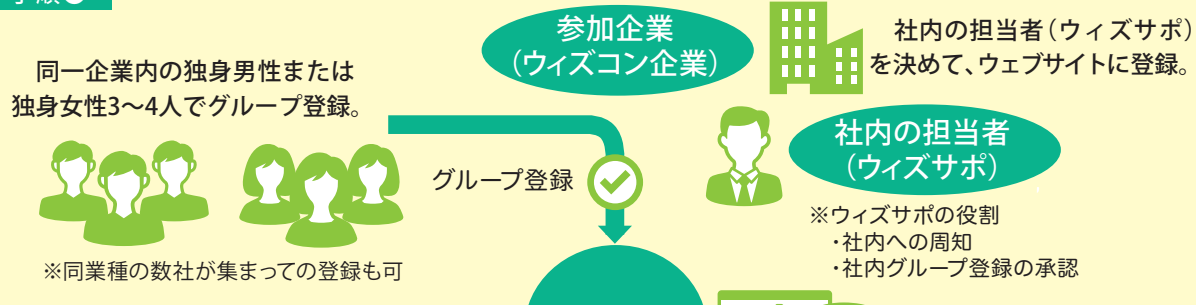 同一企業内の独身男性または
独身女性3〜4人でグループ登録。
※同業種の数社が集まっての登録も可
グループ登録
参加企業
(ウィズコン企業)
社内の担当者(ウィズサポ)
を決めて、ウェブサイトに登録。
社内の担当者
(ウィズサポ)
※ウィズサポの役割
・社内への周知
・社内グループ登録の承認